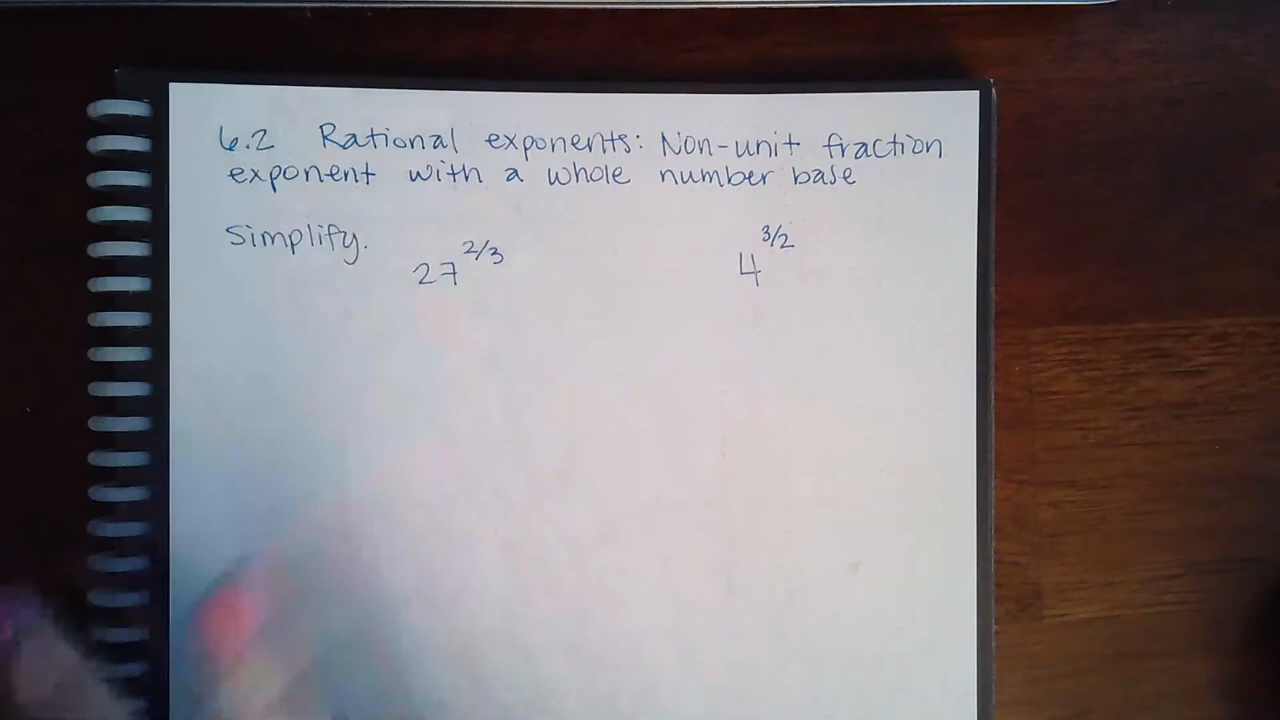 6.2 Rational exponents: Non-unit fraction
exponent with a whole number base
Simplify.
27^2/3 4^3/2